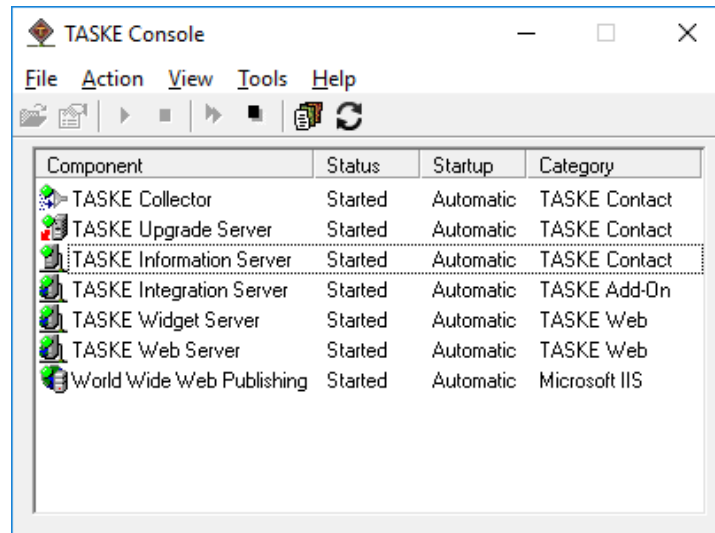 TASKE Console
File Action View Tools Help
Component Status Startup Category
TASKE Collector Started Automatic TASKE Contact
TASKE Upgrade Server Started Automatic TASKE Contact
TASKE Information Server Started Automatic TASKE Contact
TASKE Integration Server Started Automatic TASKE Add-On
TASKE Widget Server Started Automatic TASKE Web
TASKE Web Server Started Automatic TASKE Web
World Wide Web Publishing Started Automatic Microsoft IIS